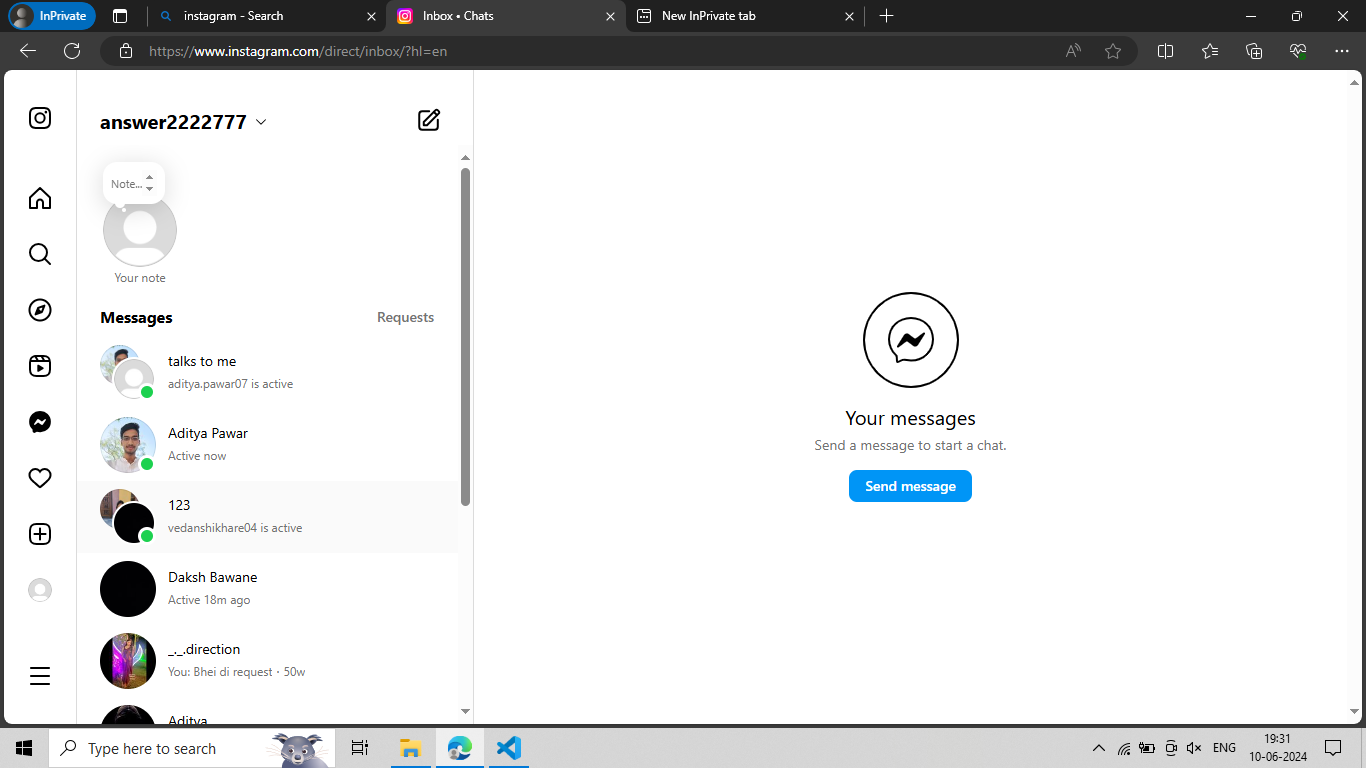 InPrivate
instagram - Search
Inbox • Chats
New InPrivate tab
https://www.instagram.com/direct/inbox/?hl=en
answer2222777
Note...
Your note
Messages
Requests
talks to me
aditya.pawar07 is active
Aditya Pawar
Active now
123
vedanshikhare04 is active
Daksh Bawane
Active 18m ago
_._.direction
You: Bhei di request · 50w
Aditya
Your messages
Send a message to start a chat.
Send message
Type here to search
ENG
19:31
10-06-2024